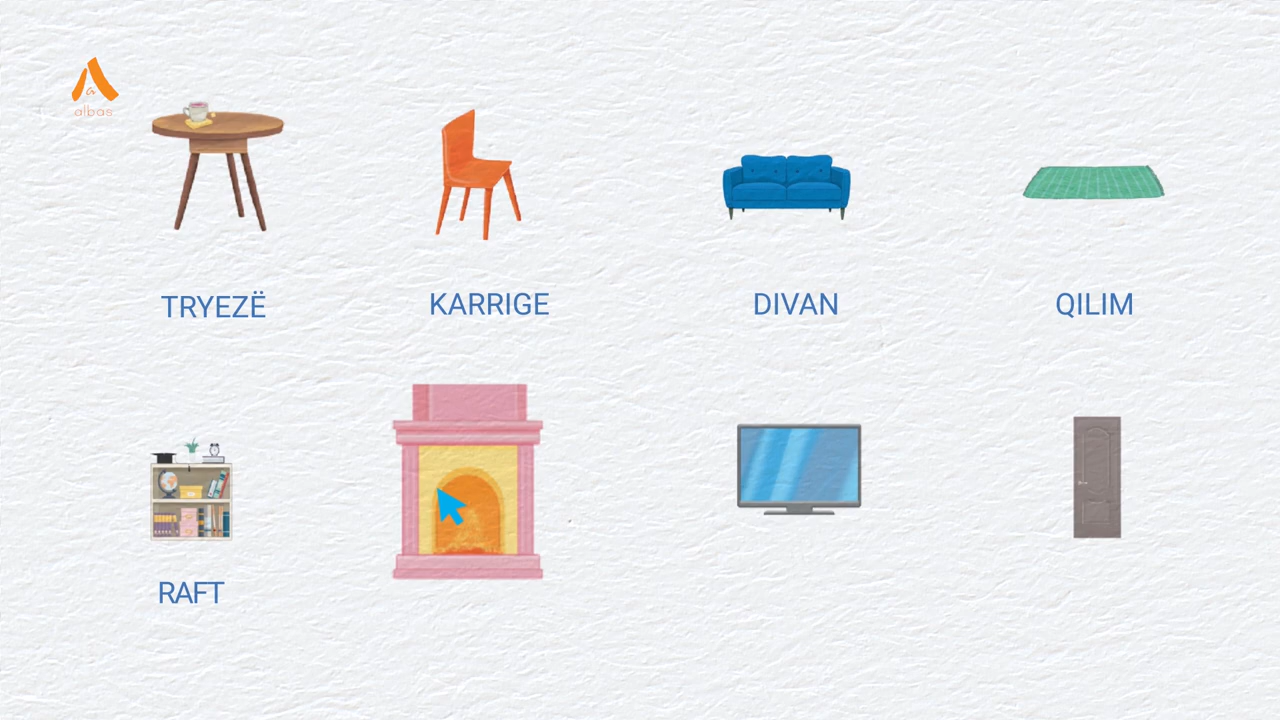 a
albas
TRYEZË
KARRIGE
DIVAN
QILIM
RAFT